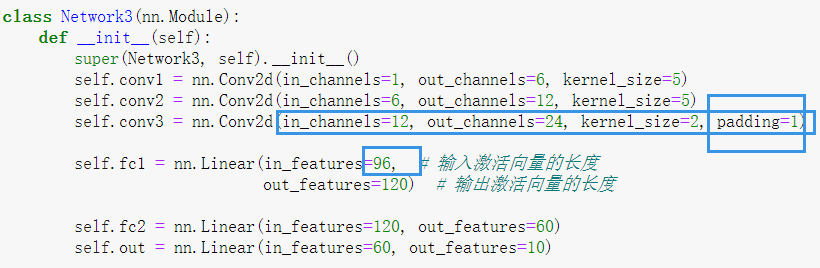 class Network3(nn.Module):
def __init__(self):
super(Network3, self).__init__()
self.conv1 = nn.Conv2d(in_channels=1, out_channels=6, kernel_size=5)
self.conv2 = nn.Conv2d(in_channels=6, out_channels=12, kernel_size=5)
self.conv3 = nn.Conv2d(in_channels=12, out_channels=24, kernel_size=2, padding=1)
self.fc1 = nn.Linear(in_features=96, # 输入激活向量的长度
out_features=120) # 输出激活向量的长度
self.fc2 = nn.Linear(in_features=120, out_features=60)
self.out = nn.Linear(in_features=60, out_features=10)